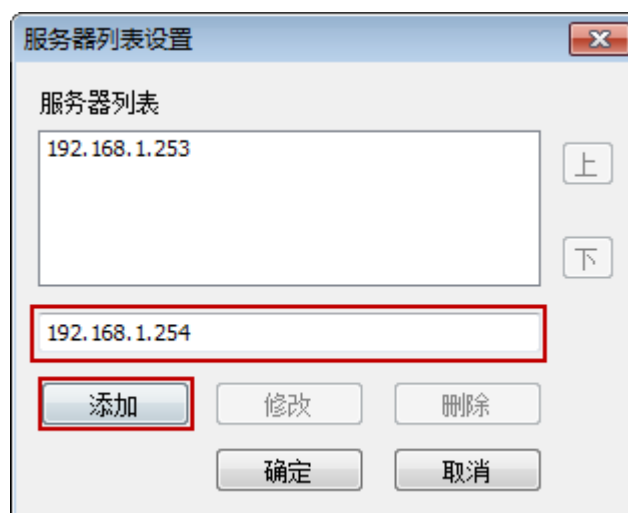 服务器列表设置
服务器列表
192.168.1.253
上
下
192.168.1.254
添加 修改 删除
确定 取消